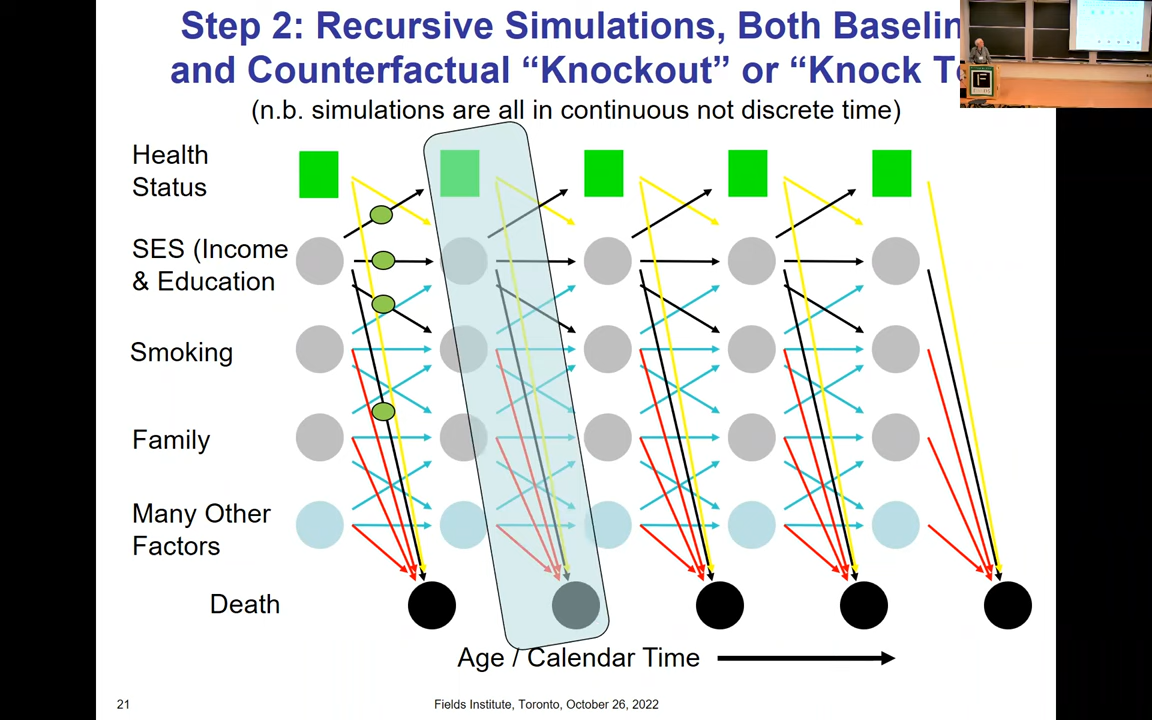 Step 2: Recursive Simulations, Both Baselin
and Counterfactual “Knockout” or “Knock T
(n.b. simulations are all in continuous not discrete time)
Health
Status
SES (Income
& Education
Smoking
Family
Many Other
Factors
Death
Age / Calendar Time
21
Fields Institute, Toronto, October 26, 2022
F